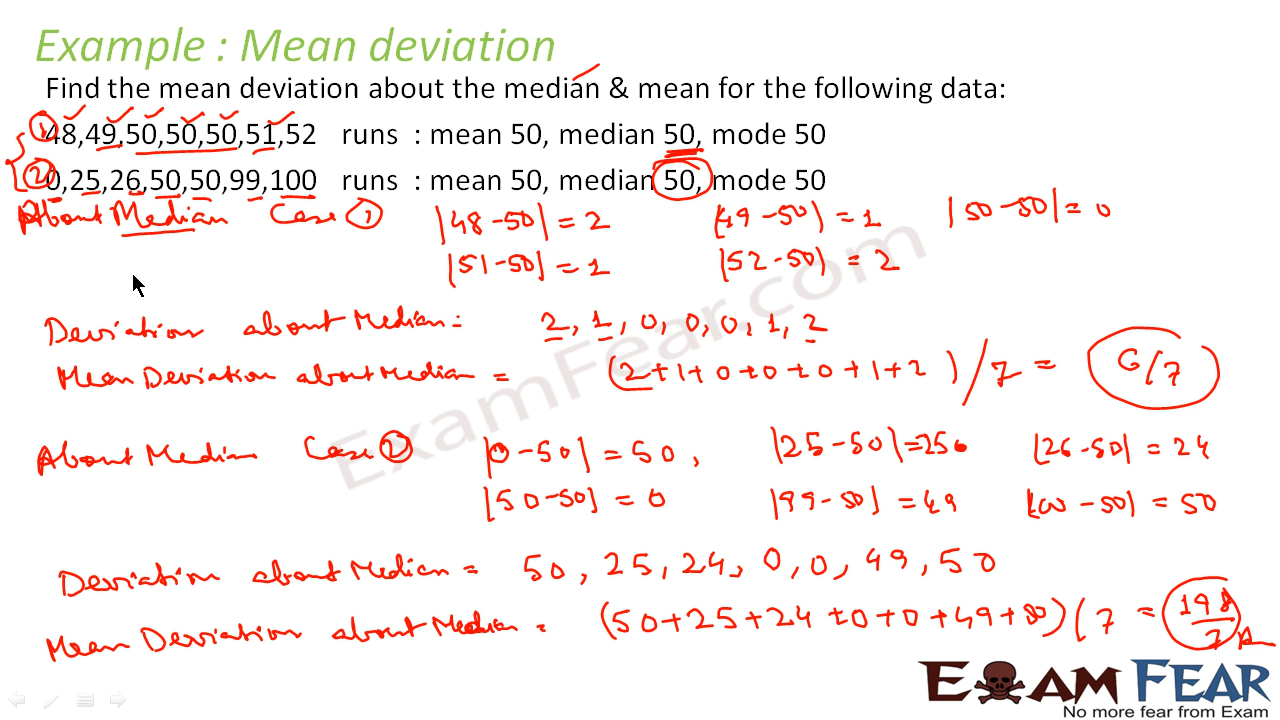 Example : Mean deviation
Find the mean deviation about the median & mean for the following data:
① 48,49,50,50,50,51,52 runs : mean 50, median 50, mode 50
② 0,25,26,50,50,99,100 runs : mean 50, median 50, mode 50
About Median Case ① |48-50| = 2 |49-50| = 1 |50-50| = 0
|51-50| = 1 |52-50| = 2
Deviation about Median = 2, 1, 0, 0, 0, 1, 2
Mean Deviation about Median = (2+1+0+0+0+1+2)/7 = 6/7
About Median Case ② |0-50| = 50, |25-50| = 25 |26-50| = 24
|50-50| = 0 |99-50| = 49 |100-50| = 50
Deviation about Median = 50, 25, 24, 0, 0, 49, 50
Mean Deviation about Median = (50+25+24+0+0+49+50)/7 = 198/7
ExamFear.com
EXAM FEAR
No more fear from Exam